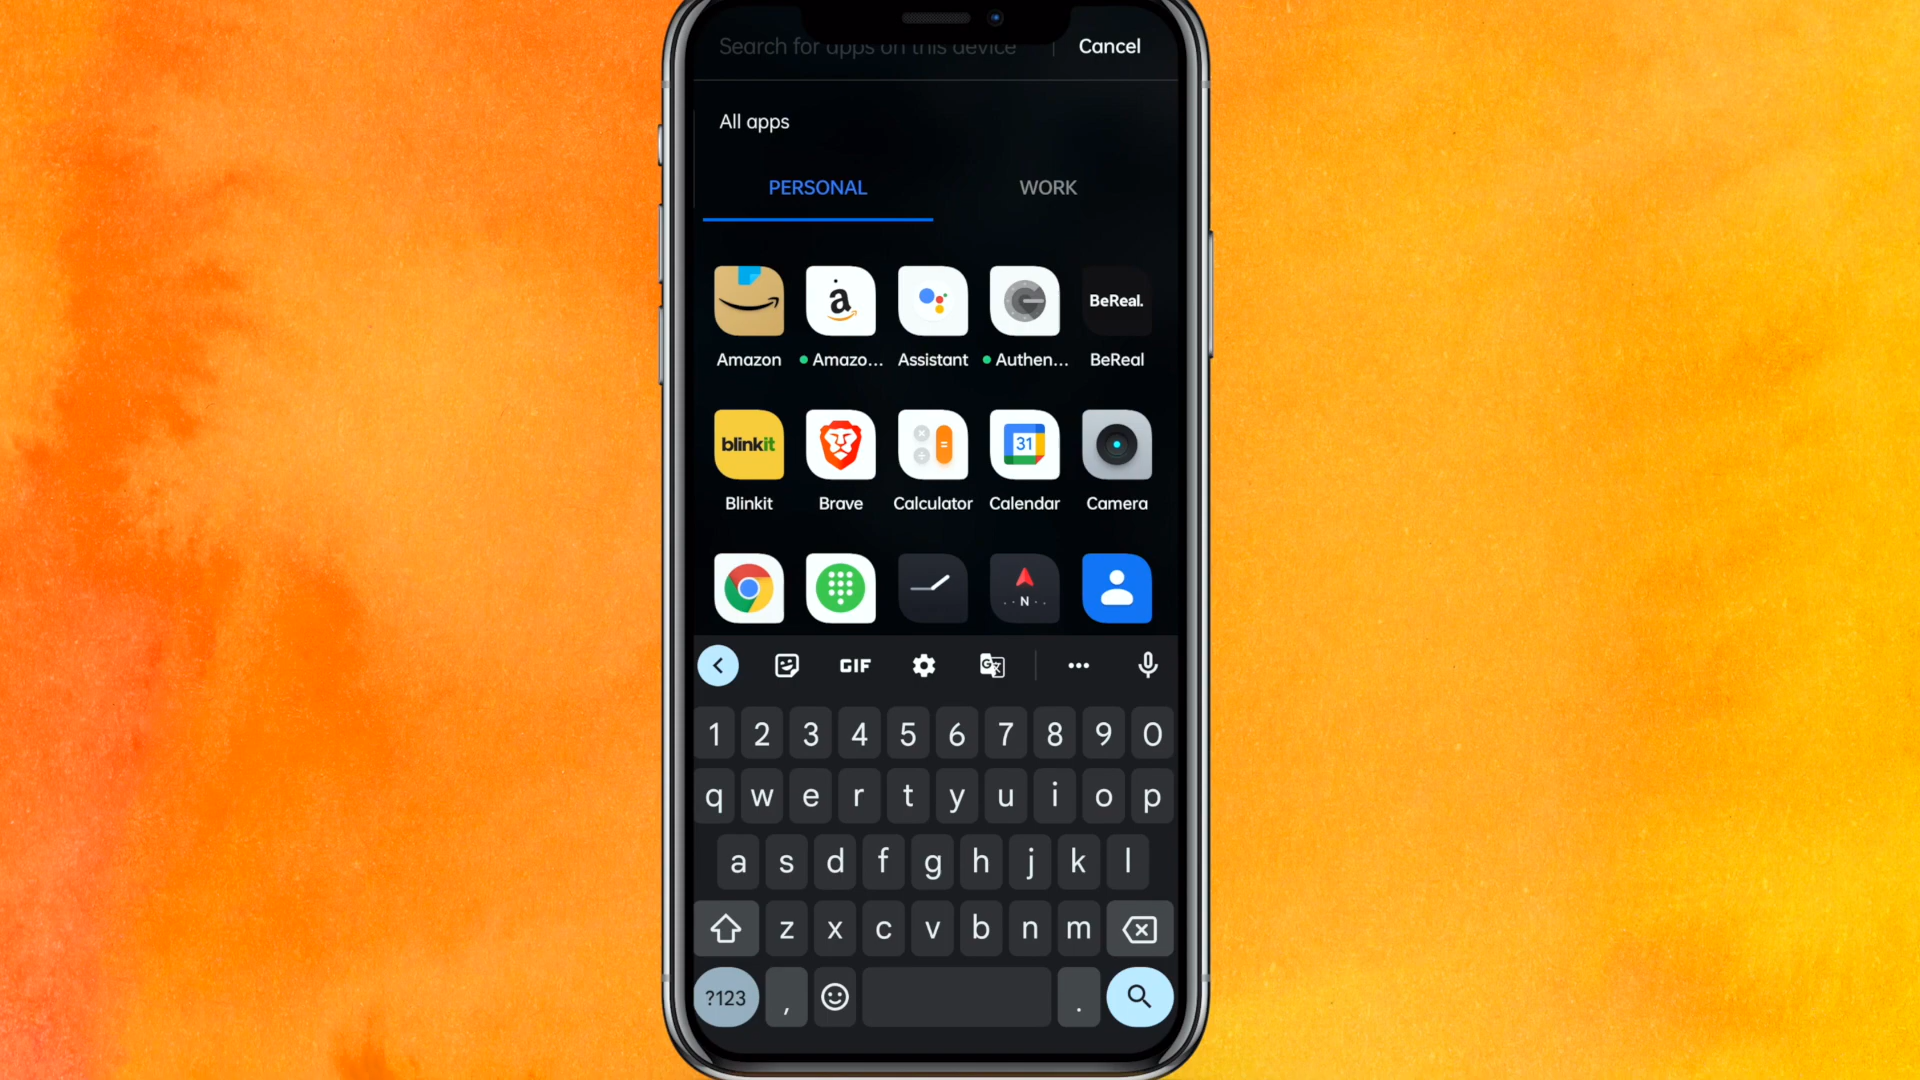 Search for apps on this device
Cancel
All apps
PERSONAL WORK
a BeReal.
Amazon Amazo... Assistant Authen... BeReal
blinkit 31
Blinkit Brave Calculator Calendar Camera
N
GIF G
1 2 3 4 5 6 7 8 9 0
q w e r t y u i o p
a s d f g h j k l
z x c v b n m
?123 , .